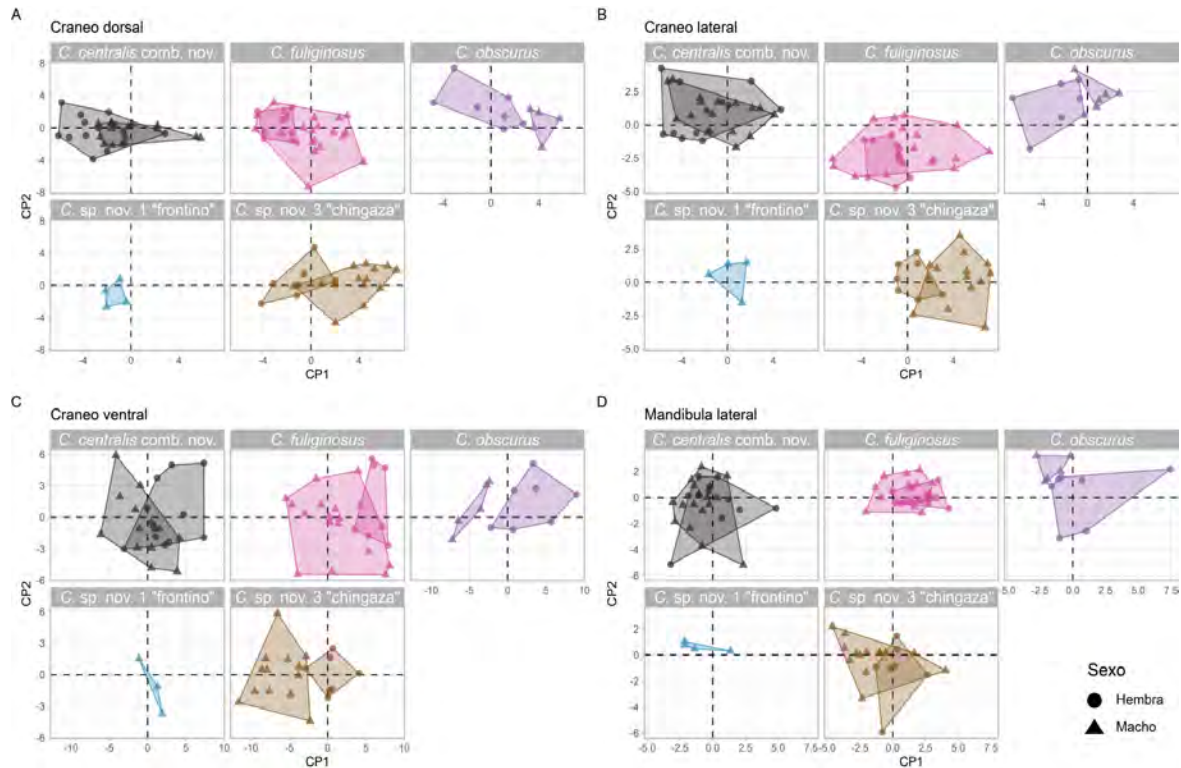 A
Craneo dorsal
C. centralis comb. nov.
C. fuliginosus
C. obscurus
8
4
0
-4
-8
-4 0 4
CP2
C. sp. nov. 1 "frontino"
C. sp. nov. 3 "chingaza"
8
4
0
-4
-8
-4 0 4
-4 0 4
CP1
B
Craneo lateral
C. centralis comb. nov.
C. fuliginosus
C. obscurus
2.5
0.0
-2.5
-5.0
-4 0 4
CP2
C. sp. nov. 1 "frontino"
C. sp. nov. 3 "chingaza"
2.5
0.0
-2.5
-5.0
-4 0 4
-4 0 4
CP1
C
Craneo ventral
C. centralis comb. nov.
C. fuliginosus
C. obscurus
6
3
0
-3
-6
-10 -5 0 5 10
CP2
C. sp. nov. 1 "frontino"
C. sp. nov. 3 "chingaza"
6
3
0
-3
-6
-10 -5 0 5 10
-10 -5 0 5 10
CP1
D
Mandibula lateral
C. centralis comb. nov.
C. fuliginosus
C. obscurus
2
0
-2
-4
-6
-5.0 -2.5 0.0 2.5 5.0 7.5
CP2
C. sp. nov. 1 "frontino"
C. sp. nov. 3 "chingaza"
2
0
-2
-4
-6
-5.0 -2.5 0.0 2.5 5.0 7.5
-5.0 -2.5 0.0 2.5 5.0 7.5
CP1
Sexo
Hembra
Macho